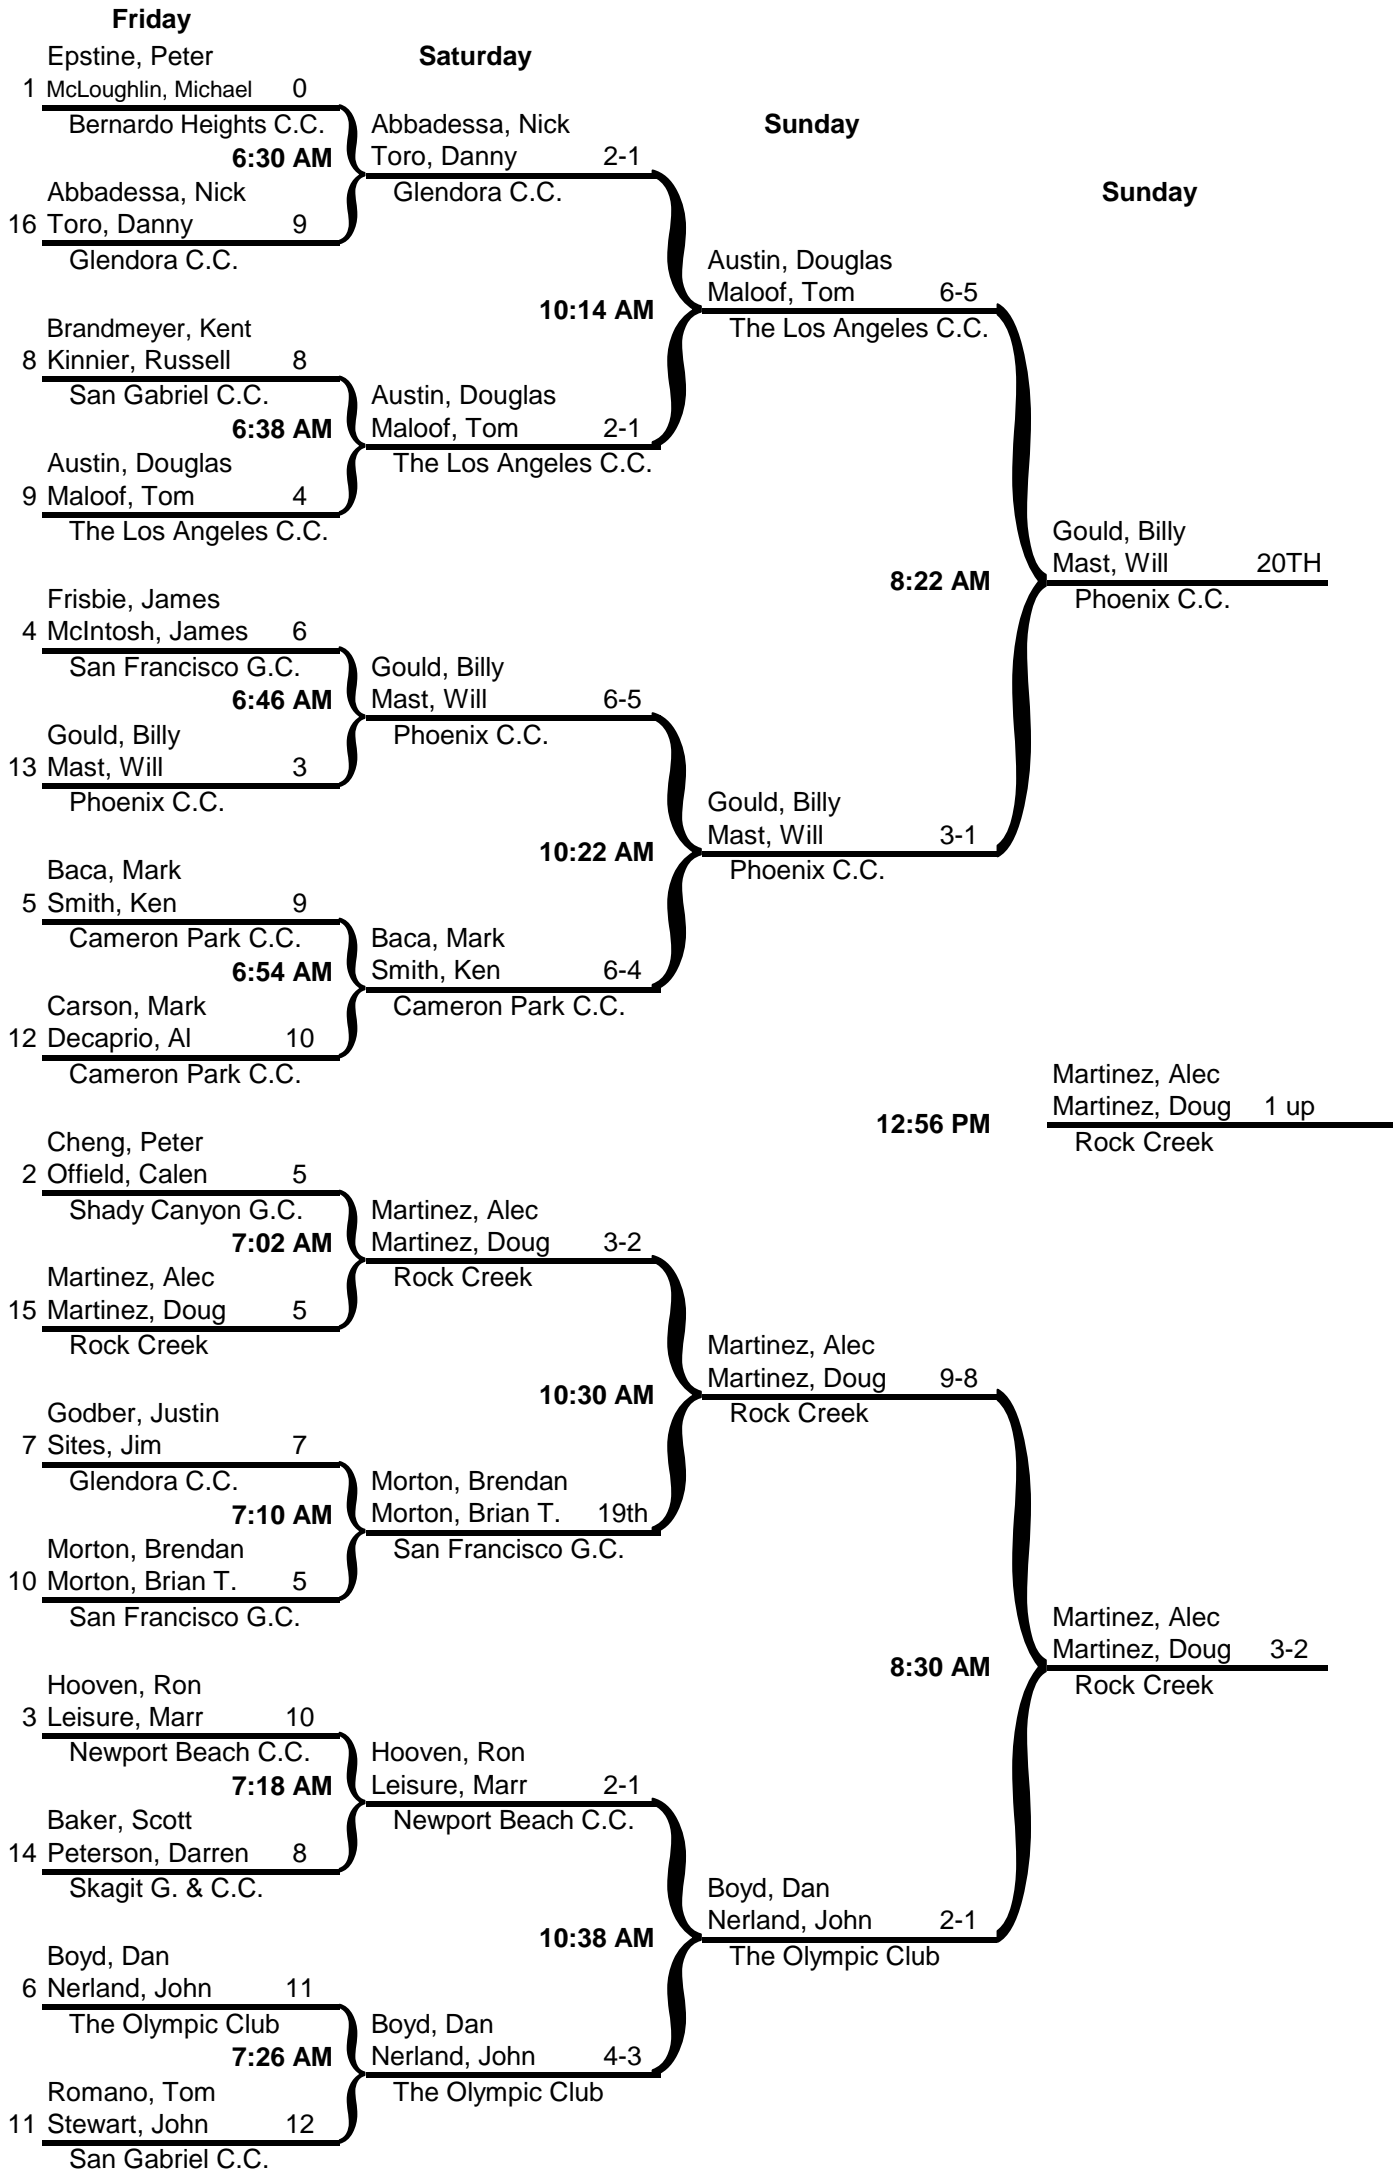 Friday
Epstine, Peter
1 McLoughlin, Michael 0
Bernardo Heights C.C.
6:30 AM
Abbadessa, Nick
16 Toro, Danny 9
Glendora C.C.
Brandmeyer, Kent
8 Kinnier, Russell 8
San Gabriel C.C.
6:38 AM
Austin, Douglas
9 Maloof, Tom 4
The Los Angeles C.C.
Frisbie, James
4 McIntosh, James 6
San Francisco G.C.
6:46 AM
Gould, Billy
13 Mast, Will 3
Phoenix C.C.
Baca, Mark
5 Smith, Ken 9
Cameron Park C.C.
6:54 AM
Carson, Mark
12 Decaprio, Al 10
Cameron Park C.C.
Cheng, Peter
2 Offield, Calen 5
Shady Canyon G.C.
7:02 AM
Martinez, Alec
15 Martinez, Doug 5
Rock Creek
Godber, Justin
7 Sites, Jim 7
Glendora C.C.
7:10 AM
Morton, Brendan
10 Morton, Brian T. 5
San Francisco G.C.
Hooven, Ron
3 Leisure, Marr 10
Newport Beach C.C.
7:18 AM
Baker, Scott
14 Peterson, Darren 8
Skagit G. & C.C.
Boyd, Dan
6 Nerland, John 11
The Olympic Club
7:26 AM
Romano, Tom
11 Stewart, John 12
San Gabriel C.C.
Saturday
Abbadessa, Nick
Toro, Danny 2-1
Glendora C.C.
10:14 AM
Austin, Douglas
Maloof, Tom 2-1
The Los Angeles C.C.
Gould, Billy
Mast, Will 6-5
Phoenix C.C.
10:22 AM
Baca, Mark
Smith, Ken 6-4
Cameron Park C.C.
Martinez, Alec
Martinez, Doug 3-2
Rock Creek
10:30 AM
Morton, Brendan
Morton, Brian T. 19th
San Francisco G.C.
Hooven, Ron
Leisure, Marr 2-1
Newport Beach C.C.
10:38 AM
Boyd, Dan
Nerland, John 4-3
The Olympic Club
Sunday
Austin, Douglas
Maloof, Tom 6-5
The Los Angeles C.C.
8:22 AM
Gould, Billy
Mast, Will 3-1
Phoenix C.C.
12:56 PM
Martinez, Alec
Martinez, Doug 9-8
Rock Creek
8:30 AM
Boyd, Dan
Nerland, John 2-1
The Olympic Club
Sunday
Gould, Billy
Mast, Will 20TH
Phoenix C.C.
Martinez, Alec
Martinez, Doug 1 up
Rock Creek
Martinez, Alec
Martinez, Doug 3-2
Rock Creek